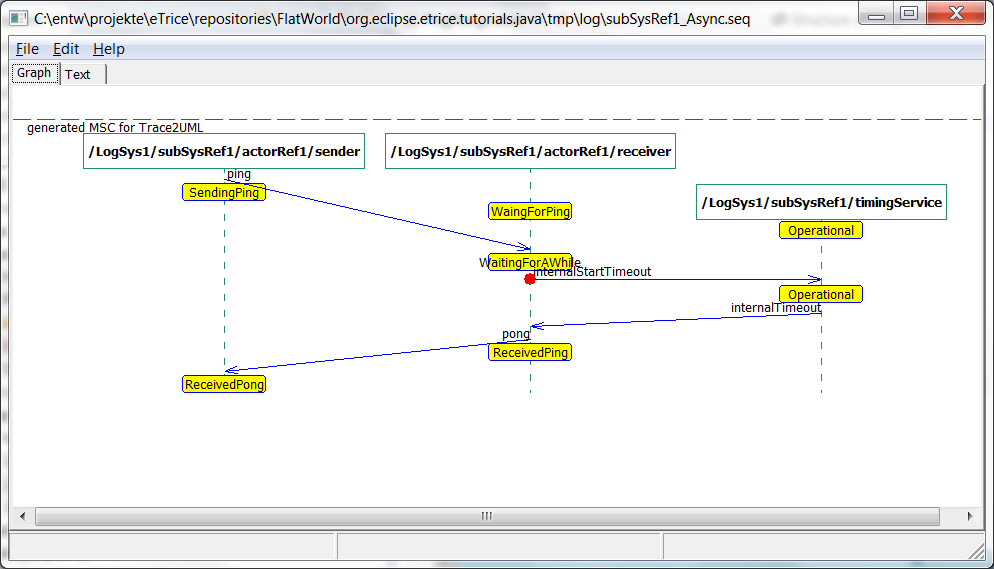 C:\entw\projekte\eTrice\repositories\FlatWorld\org.eclipse.etrice.tutorials.java\tmp\log\subSysRef1_Async.seq
File Edit Help
Graph Text
generated MSC for Trace2UML
/LogSys1/subSysRef1/actorRef1/sender /LogSys1/subSysRef1/actorRef1/receiver
ping
SendingPing
/LogSys1/subSysRef1/timingService
WaingForPing
Operational
WaitingForAWhile
internalStartTimeout
Operational
internalTimeout
pong
ReceivedPing
ReceivedPong